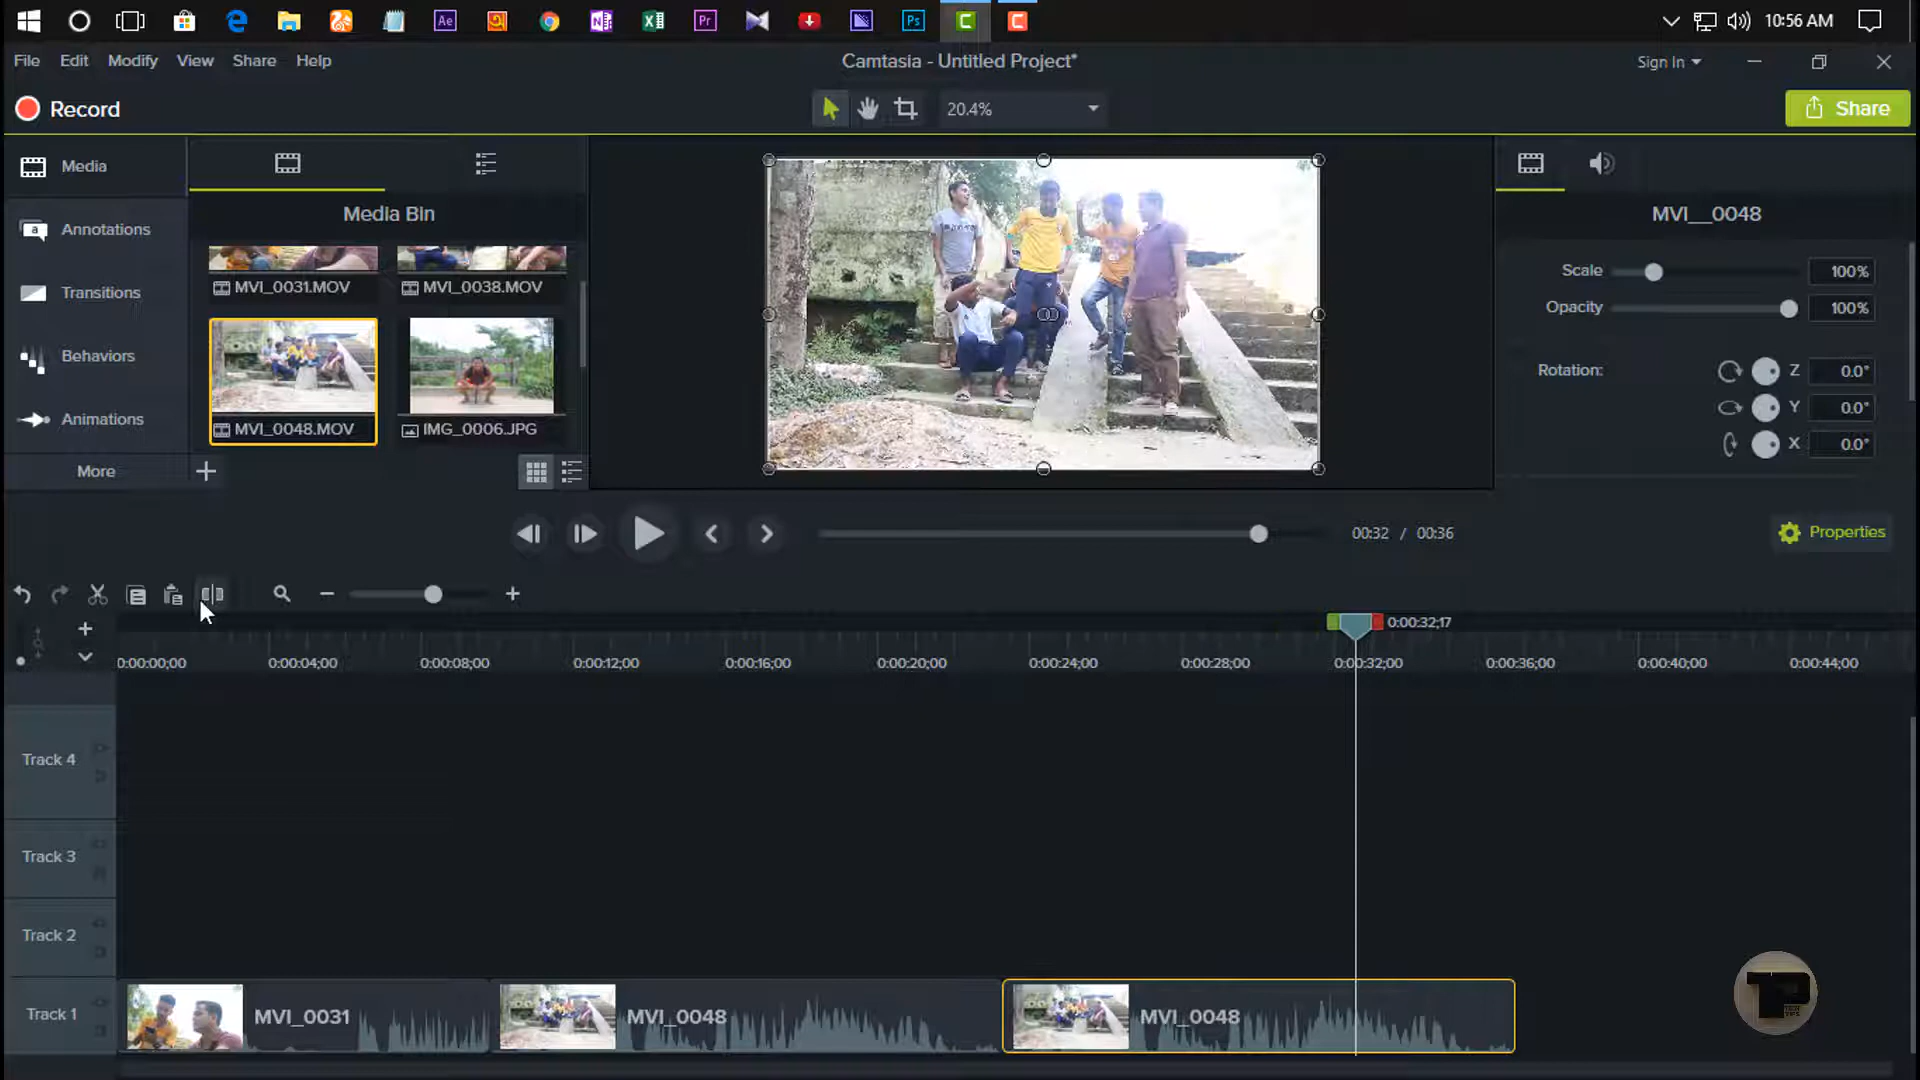 Ae
Pr
Ps
10:56 AM
File Edit Modify View Share Help
Camtasia - Untitled Project*
Sign In
Record
20.4%
Share
Media
Annotations
Transitions
Behaviors
Animations
More
Media Bin
MVI_0031.MOV
MVI_0038.MOV
MVI_0048.MOV
IMG_0006.JPG
MVI__0048
Scale 100%
Opacity 100%
Rotation: Z 0.0°
Y 0.0°
X 0.0°
00:32 / 00:36
Properties
0:00:32;17
0:00:00;00 0:00:04;00 0:00:08;00 0:00:12;00 0:00:16;00 0:00:20;00 0:00:24;00 0:00:28;00 0:00:32;00 0:00:36;00 0:00:40;00 0:00:44;00
Track 4
Track 3
Track 2
Track 1
MVI_0031
MVI_0048
MVI_0048